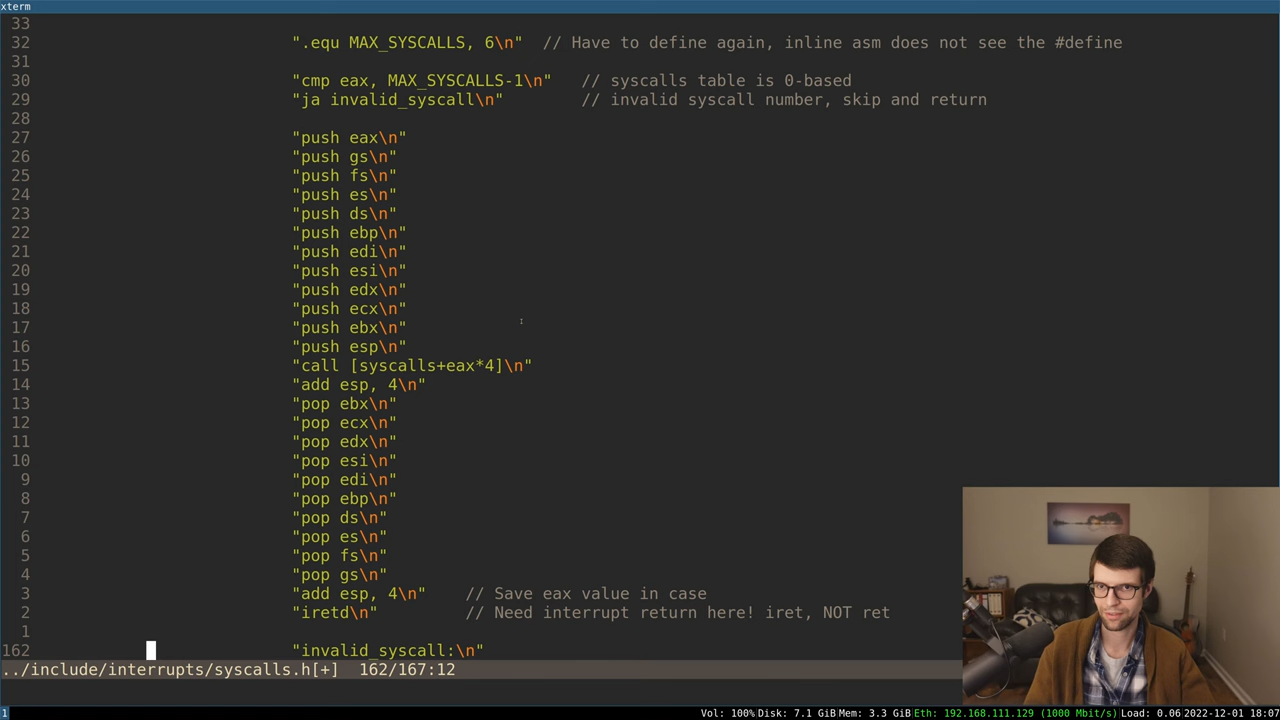 xterm
33
32 ".equ MAX_SYSCALLS, 6\n" // Have to define again, inline asm does not see the #define
31
30 "cmp eax, MAX_SYSCALLS-1\n" // syscalls table is 0-based
29 "ja invalid_syscall\n" // invalid syscall number, skip and return
28
27 "push eax\n"
26 "push gs\n"
25 "push fs\n"
24 "push es\n"
23 "push ds\n"
22 "push ebp\n"
21 "push edi\n"
20 "push esi\n"
19 "push edx\n"
18 "push ecx\n"
17 "push ebx\n"
16 "push esp\n"
15 "call [syscalls+eax*4]\n"
14 "add esp, 4\n"
13 "pop ebx\n"
12 "pop ecx\n"
11 "pop edx\n"
10 "pop esi\n"
9 "pop edi\n"
8 "pop ebp\n"
7 "pop ds\n"
6 "pop es\n"
5 "pop fs\n"
4 "pop gs\n"
3 "add esp, 4\n" // Save eax value in case
2 "iretd\n" // Need interrupt return here! iret, NOT ret
1
162 "invalid_syscall:\n"
../include/interrupts/syscalls.h[+] 162/167:12
1 Vol: 100% Disk: 7.1 GiB Mem: 3.3 GiB Eth: 192.168.111.129 (1000 Mbit/s) Load: 0.06 2022-12-01 18:07